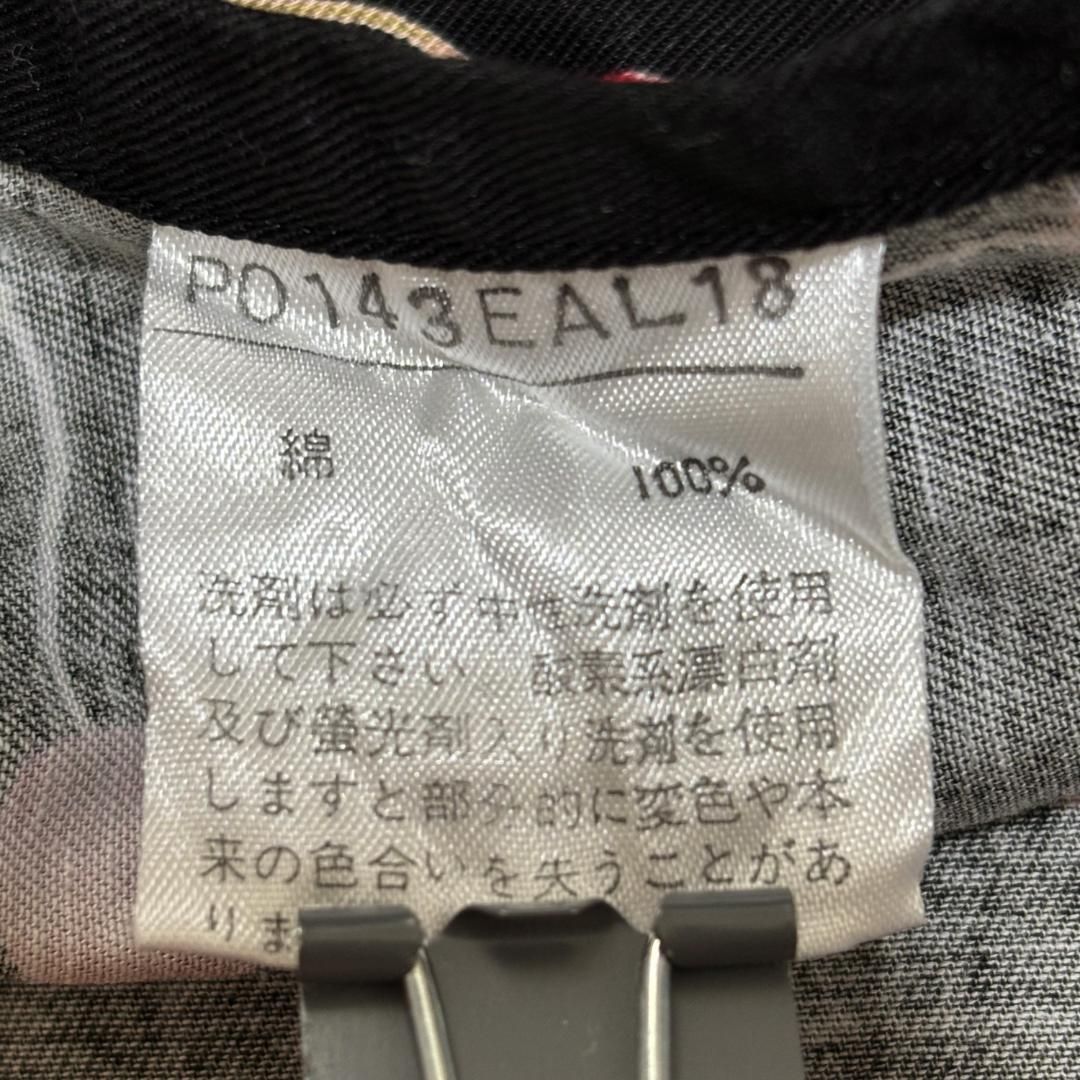 PO143EAL18
綿 100%
洗剤は必ず中性洗剤を使用
して下さい 酸素系漂白剤
及び螢光剤入り洗剤を使用
しますと部分的に変色や本
来の色合いを失うことがあ
りま